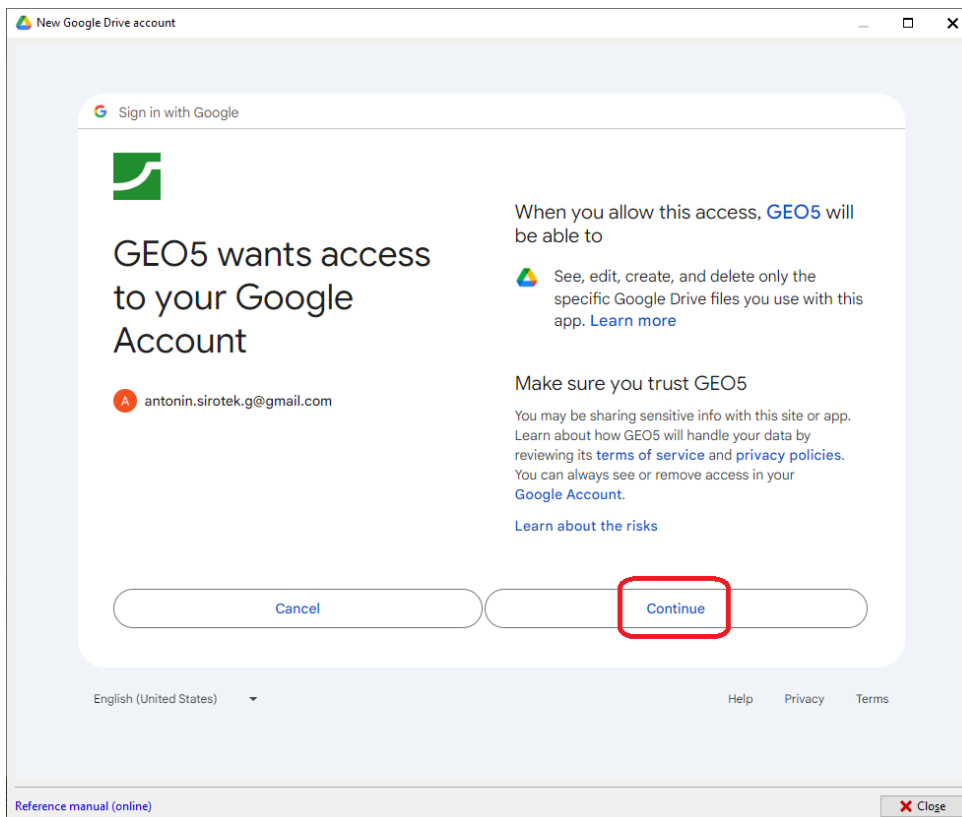 New Google Drive account
Sign in with Google
GEO5 wants access
to your Google
Account
A antonin.sirotek.g@gmail.com
When you allow this access, GEO5 will
be able to
See, edit, create, and delete only the
specific Google Drive files you use with this
app. Learn more
Make sure you trust GEO5
You may be sharing sensitive info with this site or app.
Learn about how GEO5 will handle your data by
reviewing its terms of service and privacy policies.
You can always see or remove access in your
Google Account.
Learn about the risks
Cancel
Continue
English (United States)
Help Privacy Terms
Reference manual (online)
Close